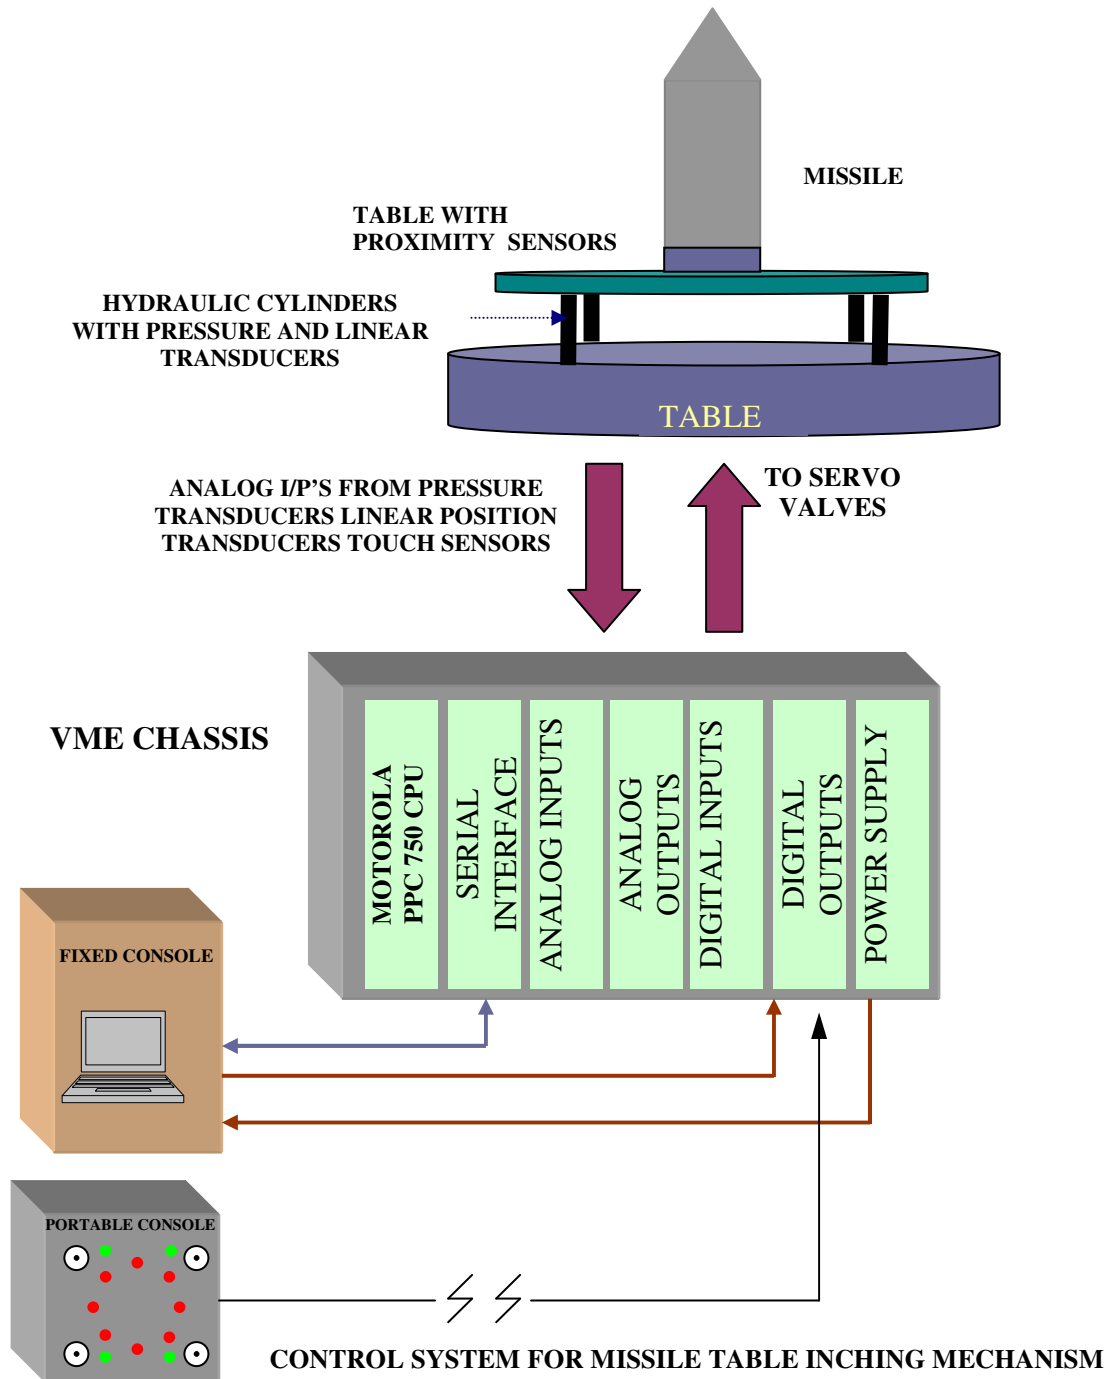 MISSILE
TABLE WITH
PROXIMITY SENSORS
HYDRAULIC CYLINDERS
WITH PRESSURE AND LINEAR
TRANSDUCERS
TABLE
ANALOG I/P'S FROM PRESSURE
TRANSDUCERS LINEAR POSITION
TRANSDUCERS TOUCH SENSORS
TO SERVO
VALVES
VME CHASSIS
MOTOROLA
PPC 750 CPU
SERIAL
INTERFACE
ANALOG INPUTS
ANALOG
OUTPUTS
DIGITAL INPUTS
DIGITAL
OUTPUTS
POWER SUPPLY
FIXED CONSOLE
PORTABLE CONSOLE
CONTROL SYSTEM FOR MISSILE TABLE INCHING MECHANISM